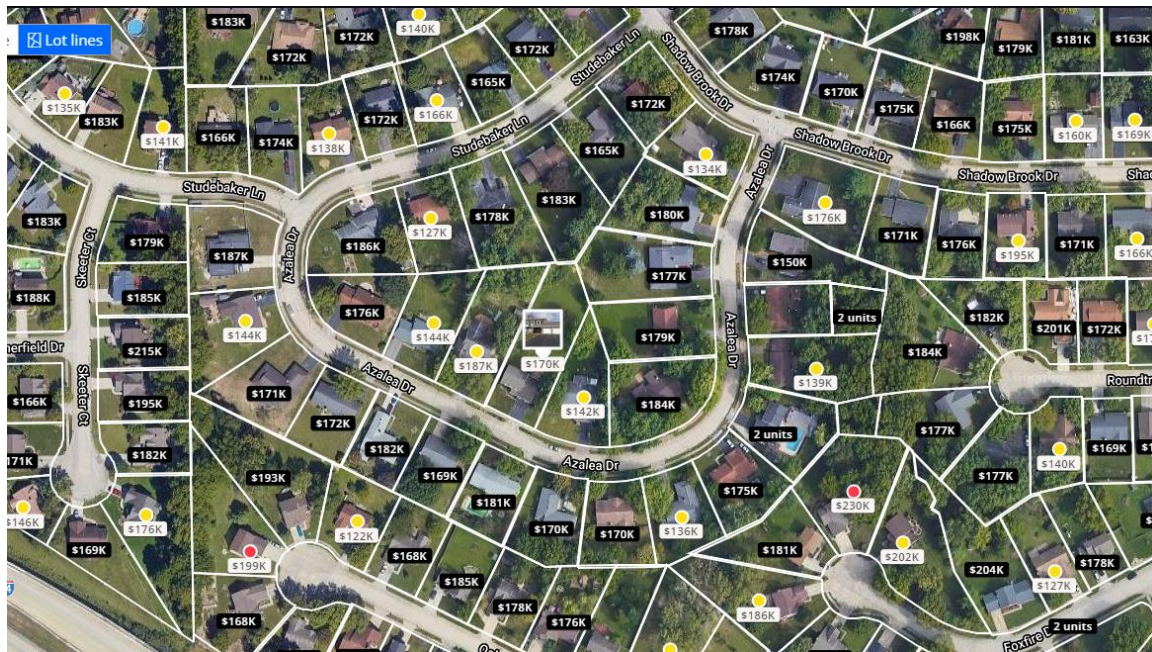 $183K
$172K
$140K
$172K
$178K
$198K
$179K
$181K
$163K
Lot lines
$172K
Studebaker Ln
Shadow Brook Dr
$135K
$183K
$141K
$166K
$174K
$138K
$172K
$166K
$165K
$172K
$174K
$170K
$175K
$166K
$175K
$160K
$169K
Studebaker Ln
$165K
$134K
Azalea Dr
Shadow Brook Dr
Shadow Brook Dr
Studebaker Ln
$183K
$179K
$187K
$186K
$127K
$178K
$183K
$180K
$176K
$171K
$176K
$195K
$171K
$166K
Skeeter Ct
Azalea Dr
$188K
$185K
$144K
$176K
$144K
$187K
$170K
$177K
$150K
$179K
2 units
$182K
$201K
$172K
$215K
Azalea Dr
$184K
Skeeter Ct
$166K
$195K
$171K
$172K
Azalea Dr
$142K
$184K
$139K
$182K
$182K
$169K
Azalea Dr
2 units
$177K
$140K
$169K
$193K
$181K
$175K
$177K
$176K
$169K
$122K
$168K
$170K
$170K
$136K
$230K
$181K
$202K
$199K
$185K
$204K
$127K
$178K
$168K
$178K
$176K
$186K
2 units